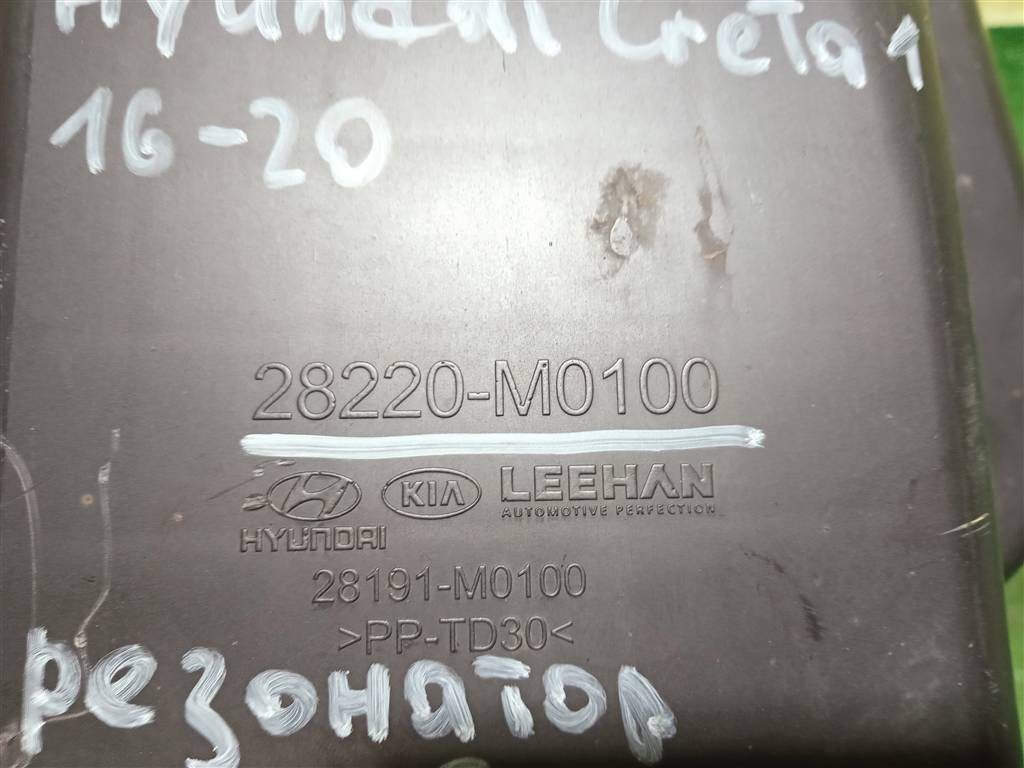 Hyundai Creta 1
16-20
28220-M0100
KIA LEEHAN
AUTOMOTIVE PERFECTION
HYUNDAI
28191-M0100
>PP-TD30<
резонатор